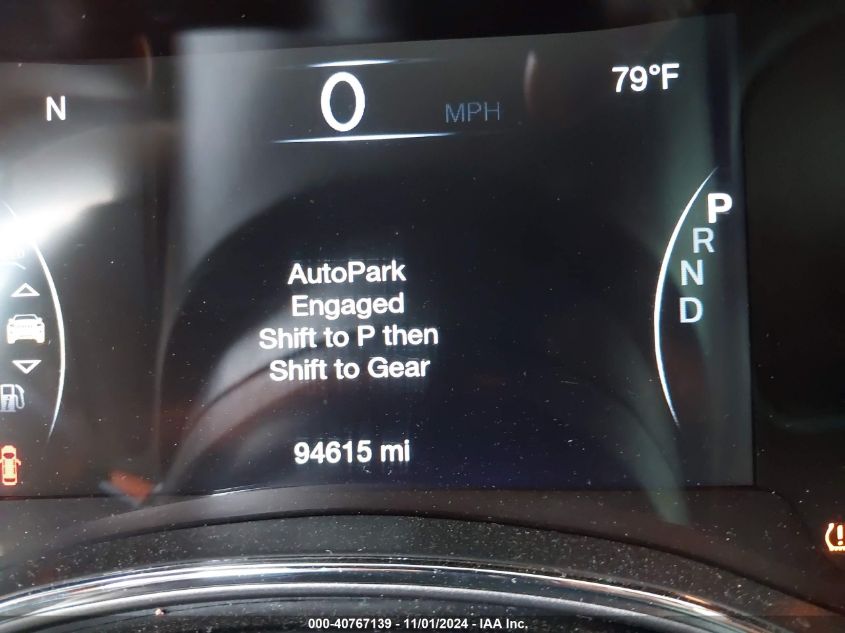 N
0
MPH
79°F
P
R
N
D
AutoPark
Engaged
Shift to P then
Shift to Gear
94615 mi
000-40767139 - 11/01/2024 - IAA Inc.